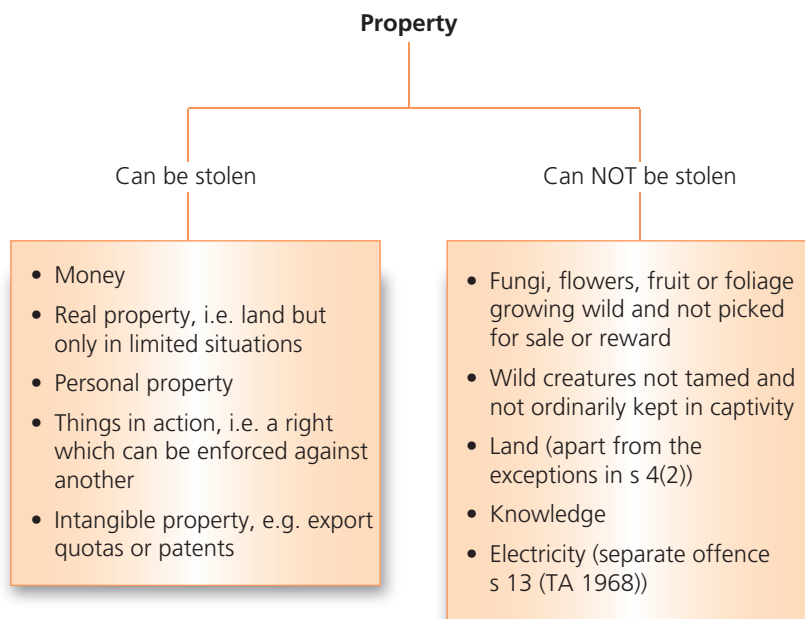 Property
Can be stolen
Can NOT be stolen
• Money
• Real property, i.e. land but
only in limited situations
• Personal property
• Things in action, i.e. a right
which can be enforced against
another
• Intangible property, e.g. export
quotas or patents
• Fungi, flowers, fruit or foliage
growing wild and not picked
for sale or reward
• Wild creatures not tamed and
not ordinarily kept in captivity
• Land (apart from the
exceptions in s 4(2))
• Knowledge
• Electricity (separate offence
s 13 (TA 1968))